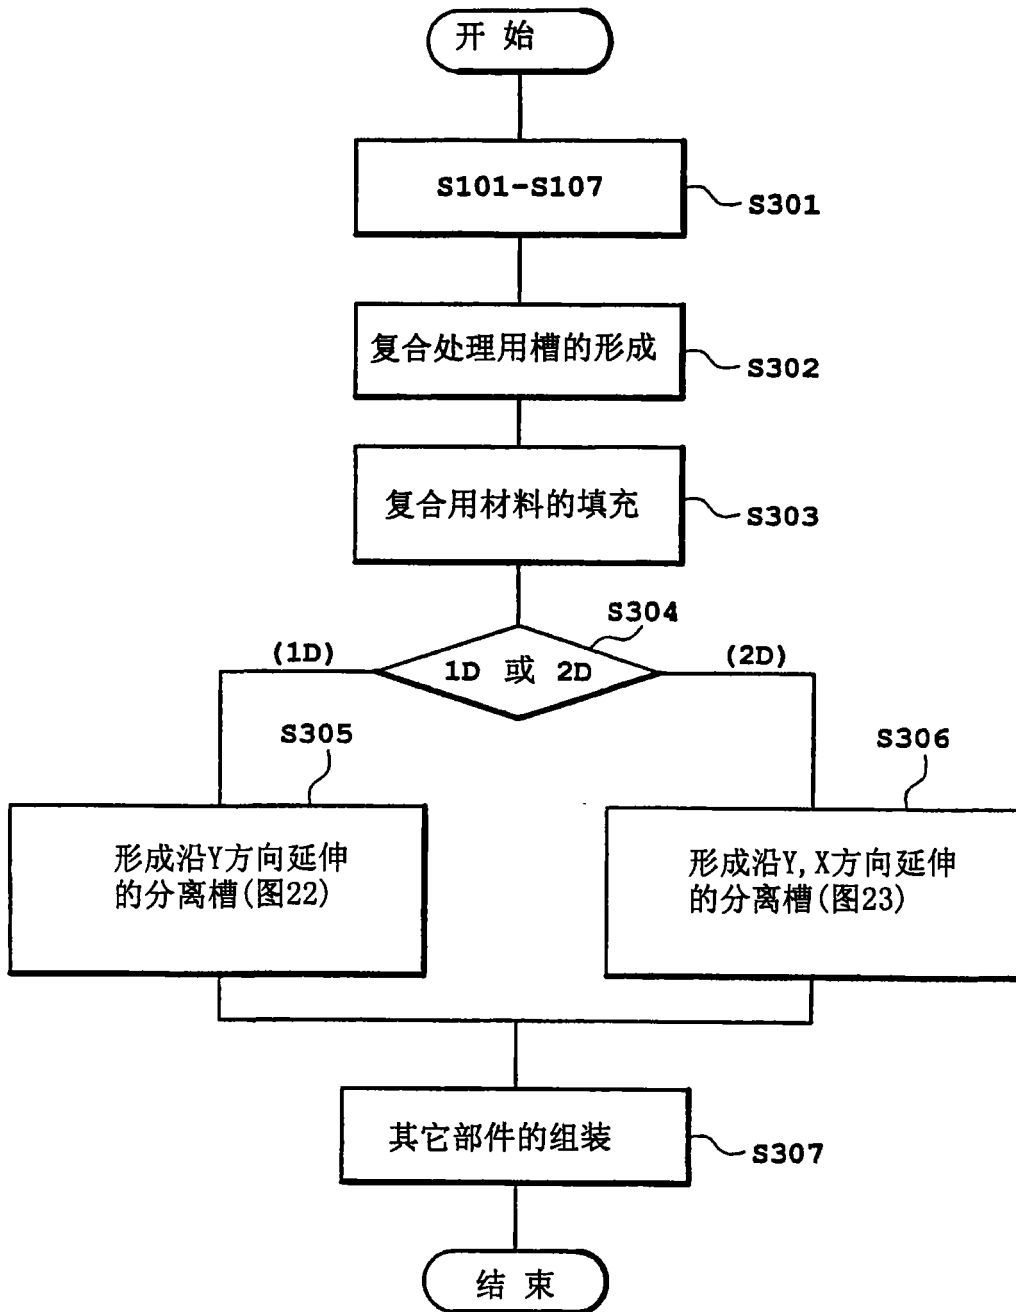 开 始
S101-S107
S301
复合处理用槽的形成
S302
复合用材料的填充
S303
S304
(1D)
1D 或 2D
(2D)
S305
S306
形成沿Y方向延伸
的分离槽(图22)
形成沿Y,X方向延伸
的分离槽(图23)
其它部件的组装
S307
结 束